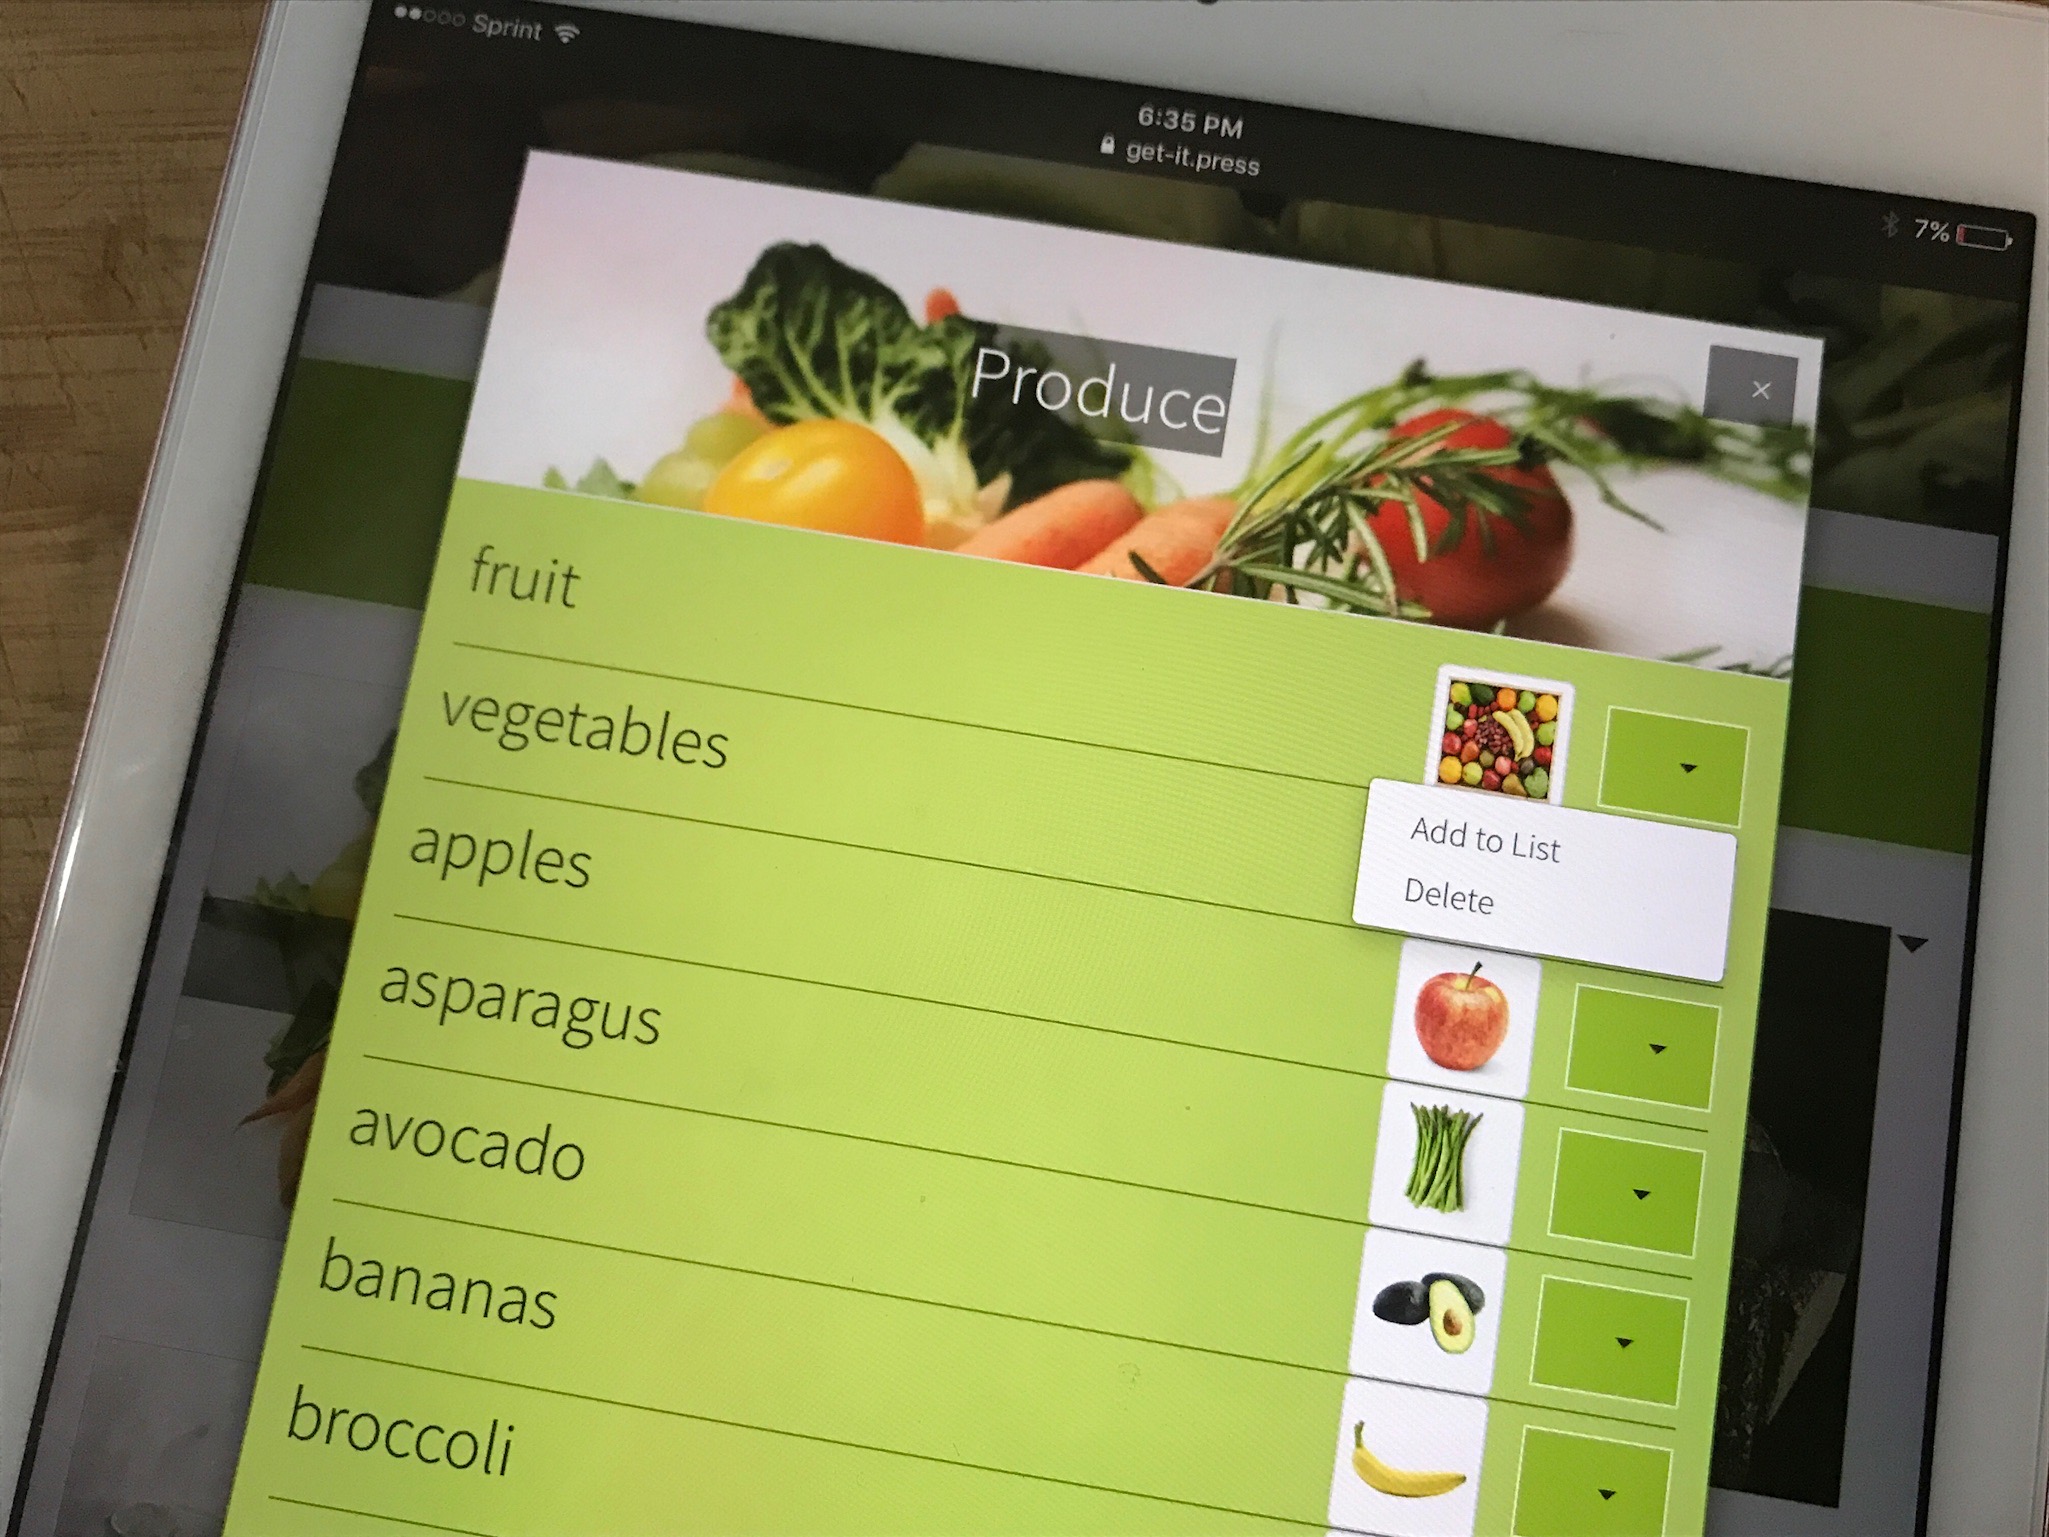 Sprint
6:35 PM
get-it.press
7%
Produce
×
fruit
vegetables
Add to List
Delete
apples
asparagus
avocado
bananas
broccoli